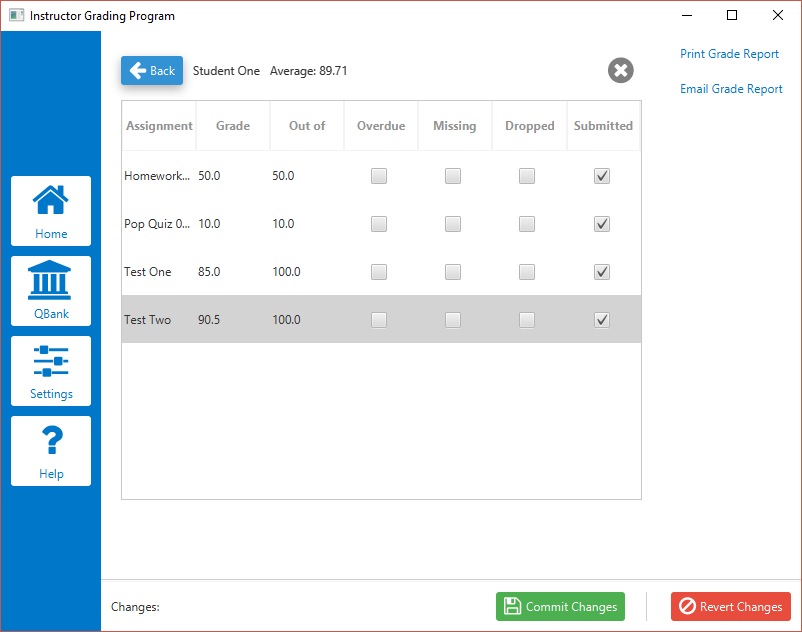 Instructor Grading Program
Back Student One Average: 89.71
Print Grade Report
Email Grade Report
Assignment Grade Out of Overdue Missing Dropped Submitted
Homework... 50.0 50.0
Pop Quiz 0... 10.0 10.0
Test One 85.0 100.0
Test Two 90.5 100.0
Home
QBank
Settings
?
Help
Changes: Commit Changes Revert Changes